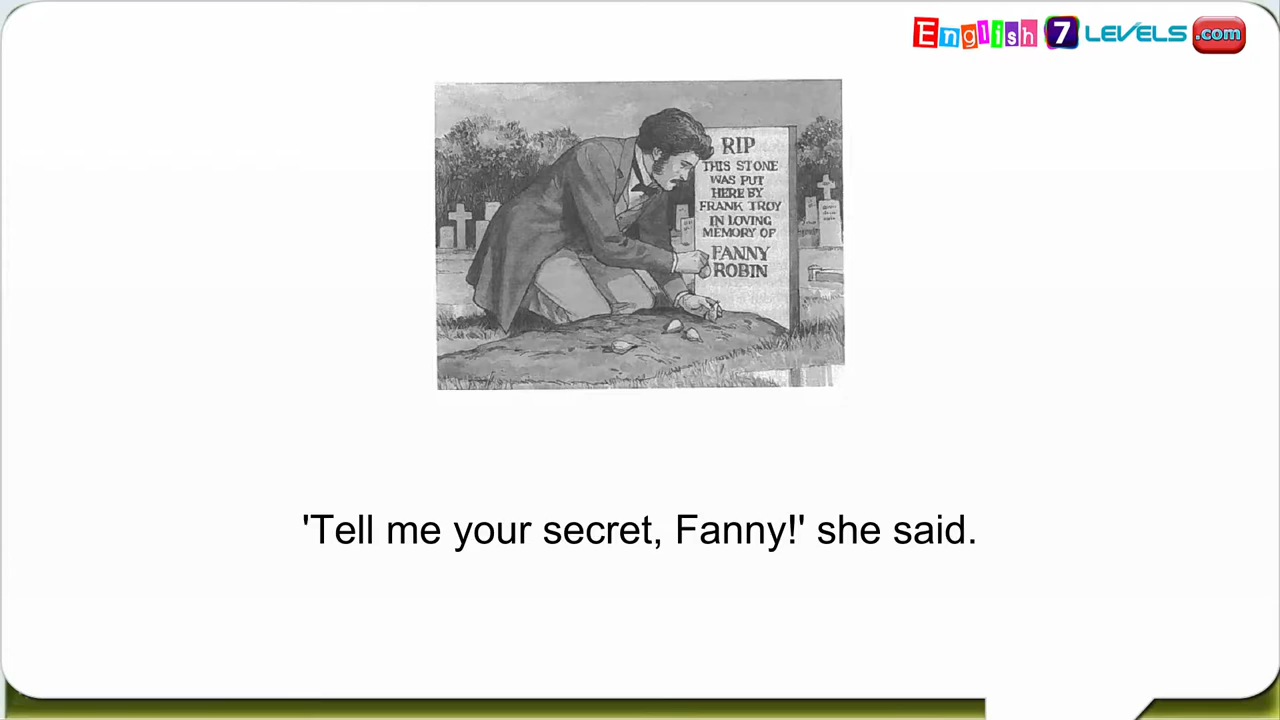 English 7 LEVELS .com
RIP
THIS STONE
WAS PUT
HERE BY
FRANK TROY
IN LOVING
MEMORY OF
FANNY
ROBIN
'Tell me your secret, Fanny!' she said.